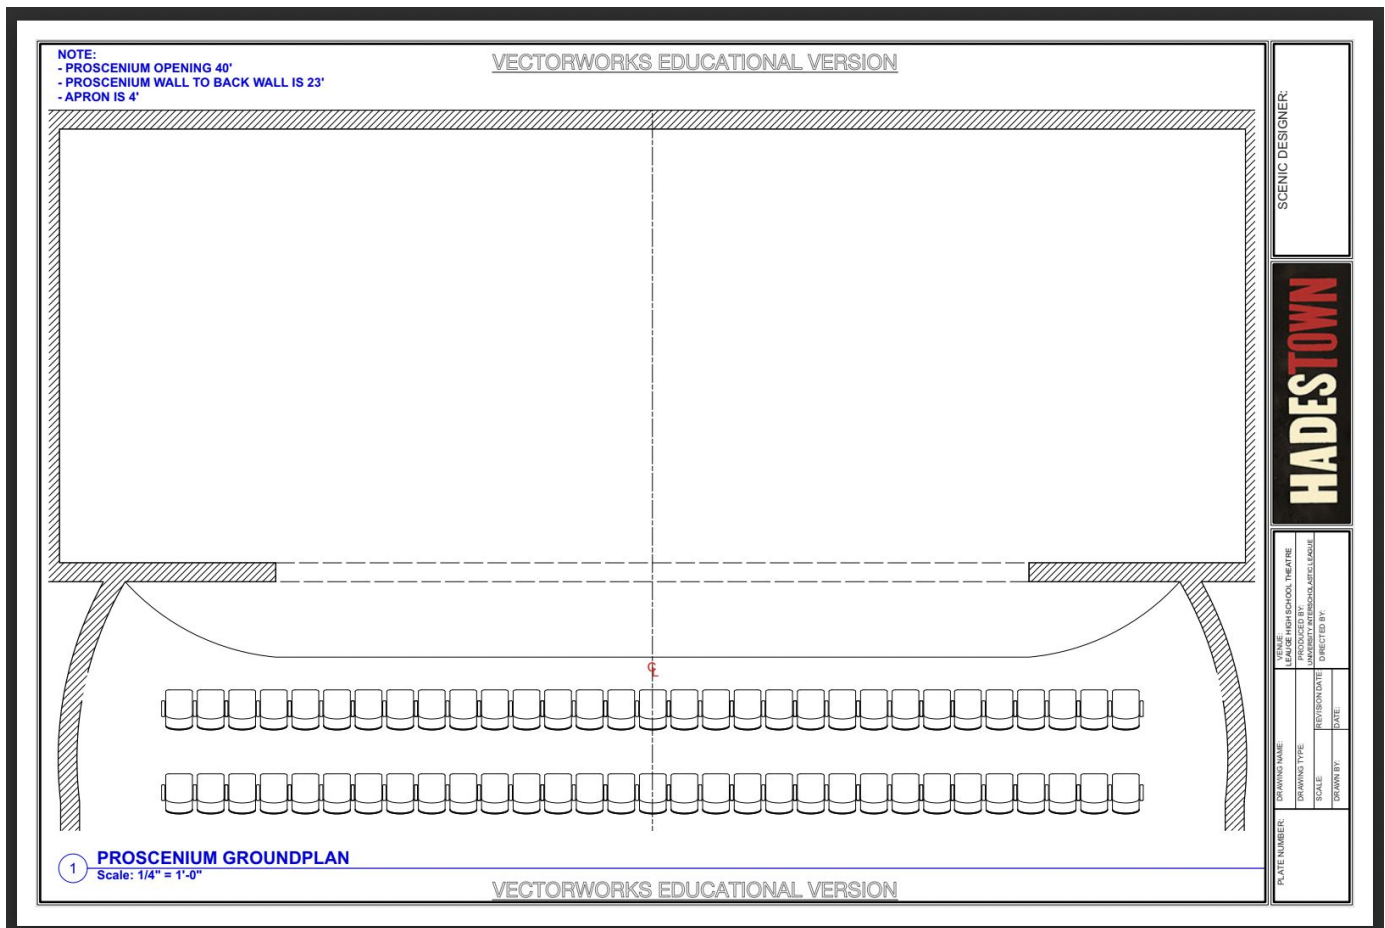 NOTE:
- PROSCENIUM OPENING 40'
- PROSCENIUM WALL TO BACK WALL IS 23'
- APRON IS 4'
VECTORWORKS EDUCATIONAL VERSION
SCENIC DESIGNER:
HADESTOWN
VENUE:
LEAUGE HIGH SCHOOL THEATRE
PRODUCED BY:
UNIVERSITY INTERSCHOLASTIC LEAGUE
DIRECTED BY:
DRAWING NAME:
DRAWING TYPE:
SCALE:
REVISION DATE:
DRAWN BY:
DATE:
PLATE NUMBER:
CL
1
PROSCENIUM GROUNDPLAN
Scale: 1/4" = 1'-0"
VECTORWORKS EDUCATIONAL VERSION